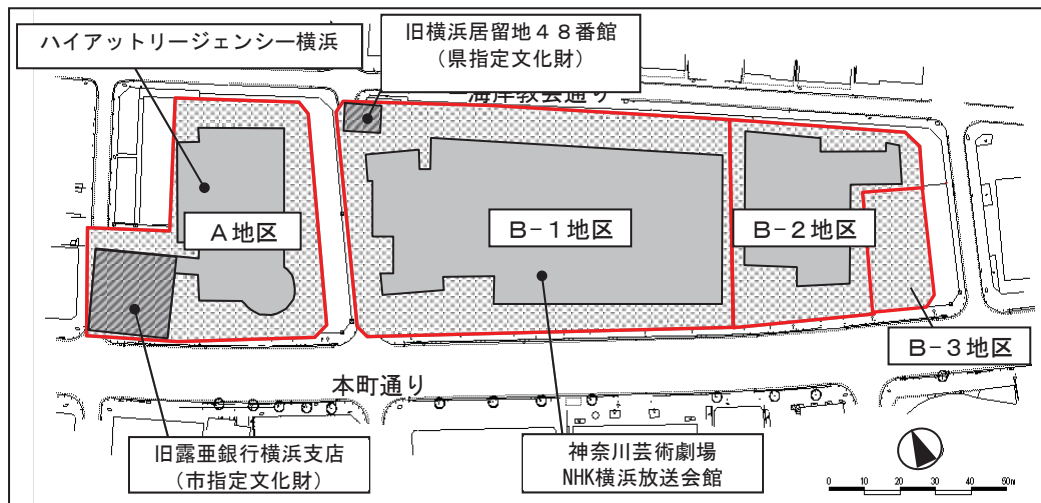 ハイアットリージェンシー横浜
旧横浜居留地48番館
(県指定文化財)
海岸教会通り
A地区
B-1地区
B-2地区
B-3地区
本町通り
旧露亜銀行横浜支店
(市指定文化財)
神奈川芸術劇場
NHK横浜放送会館
0 10 20 30 40 50 60m